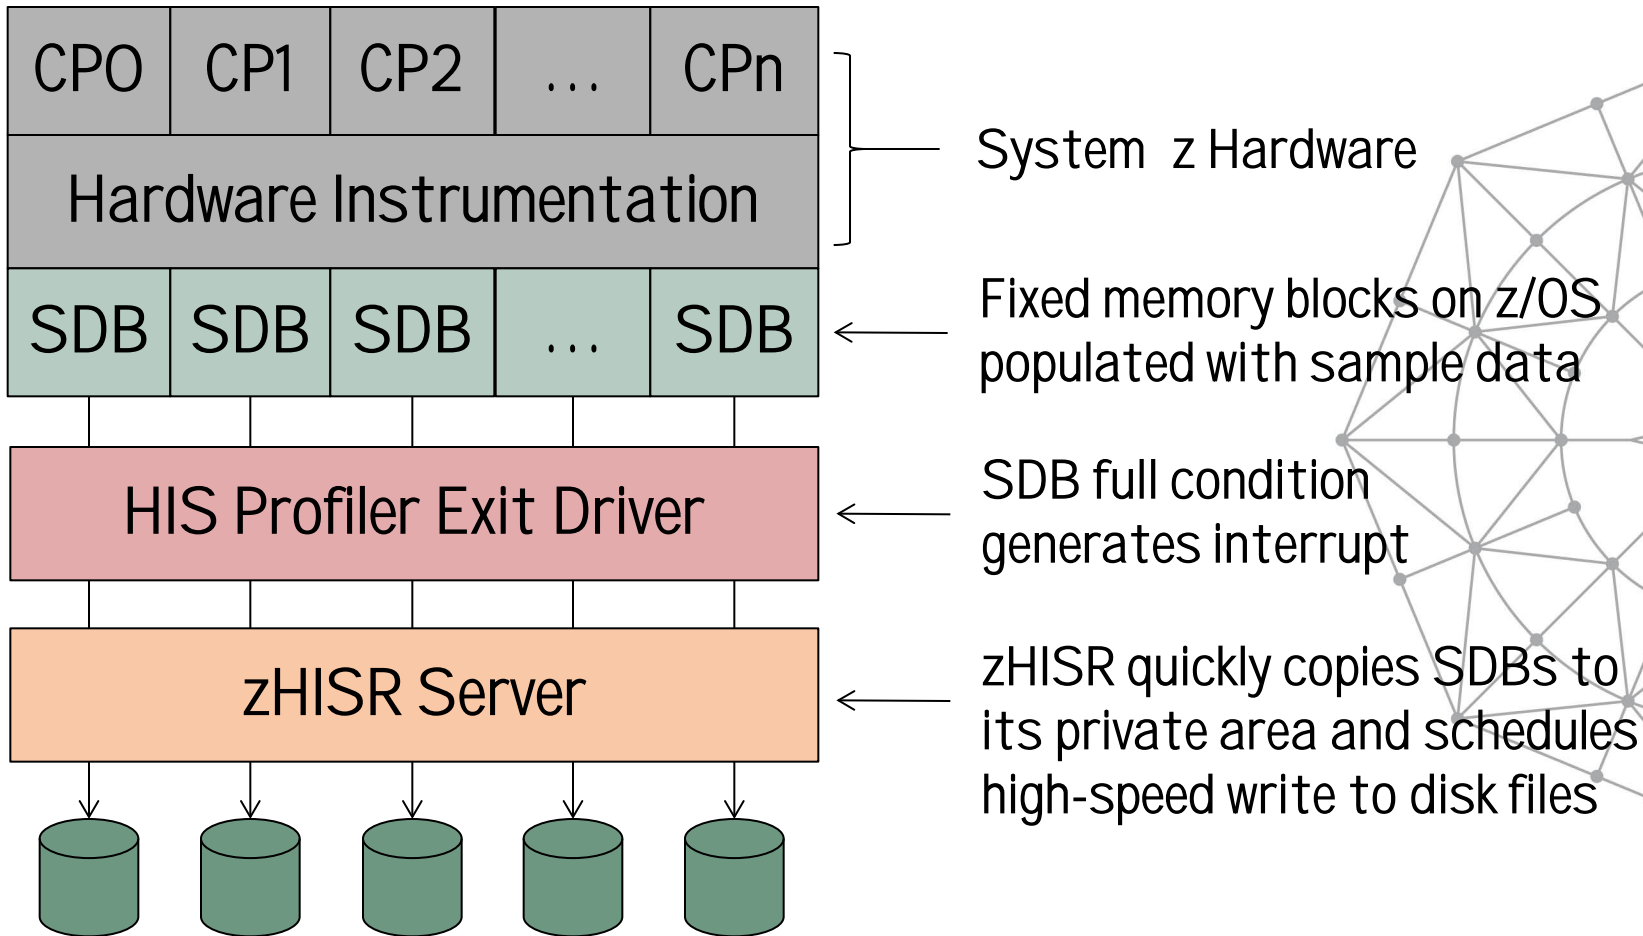 CP0 CP1 CP2 ... CPn
Hardware Instrumentation
System z Hardware
SDB SDB SDB ... SDB
Fixed memory blocks on z/OS
populated with sample data
HIS Profiler Exit Driver
SDB full condition
generates interrupt
zHISR Server
zHISR quickly copies SDBs to
its private area and schedules
high-speed write to disk files